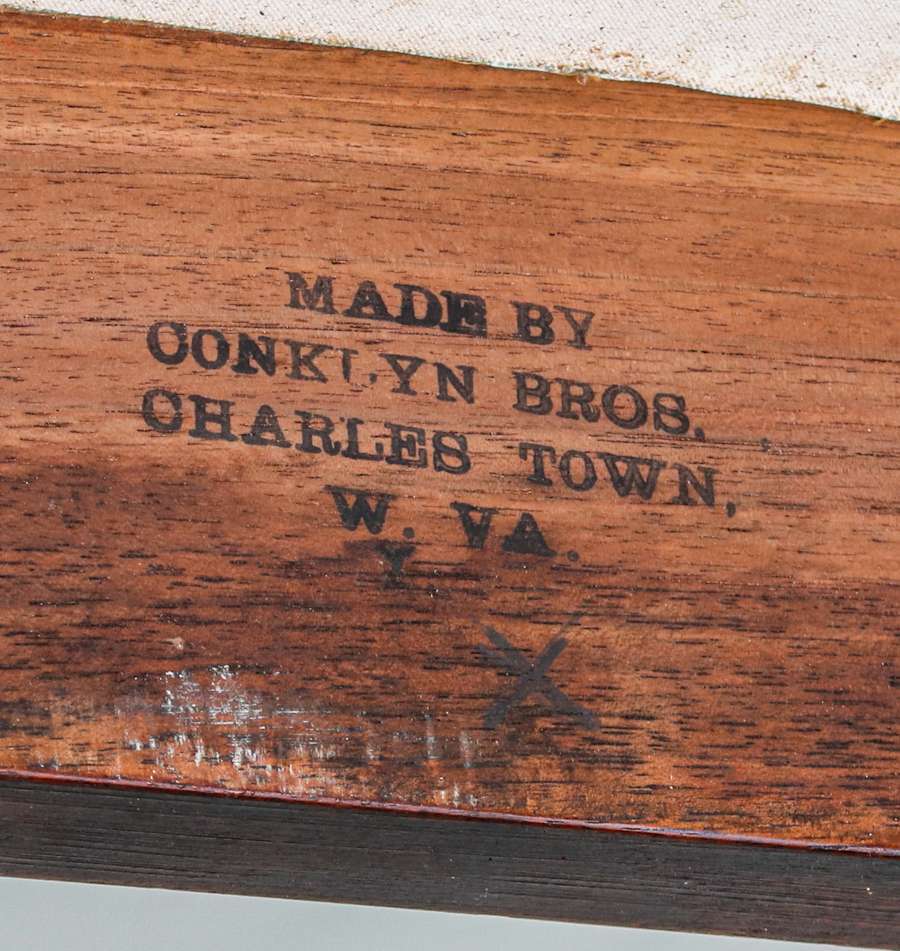 MADE BY
CONKLYN BROS.
CHARLES TOWN,
W. VA.
Y
X